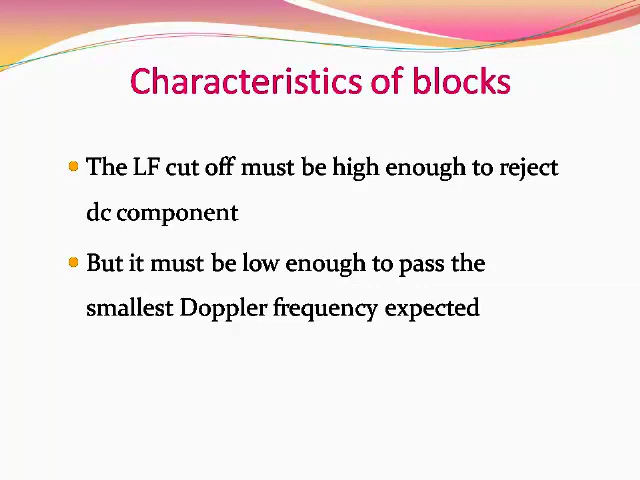 Characteristics of blocks
The LF cut off must be high enough to reject
dc component
But it must be low enough to pass the
smallest Doppler frequency expected